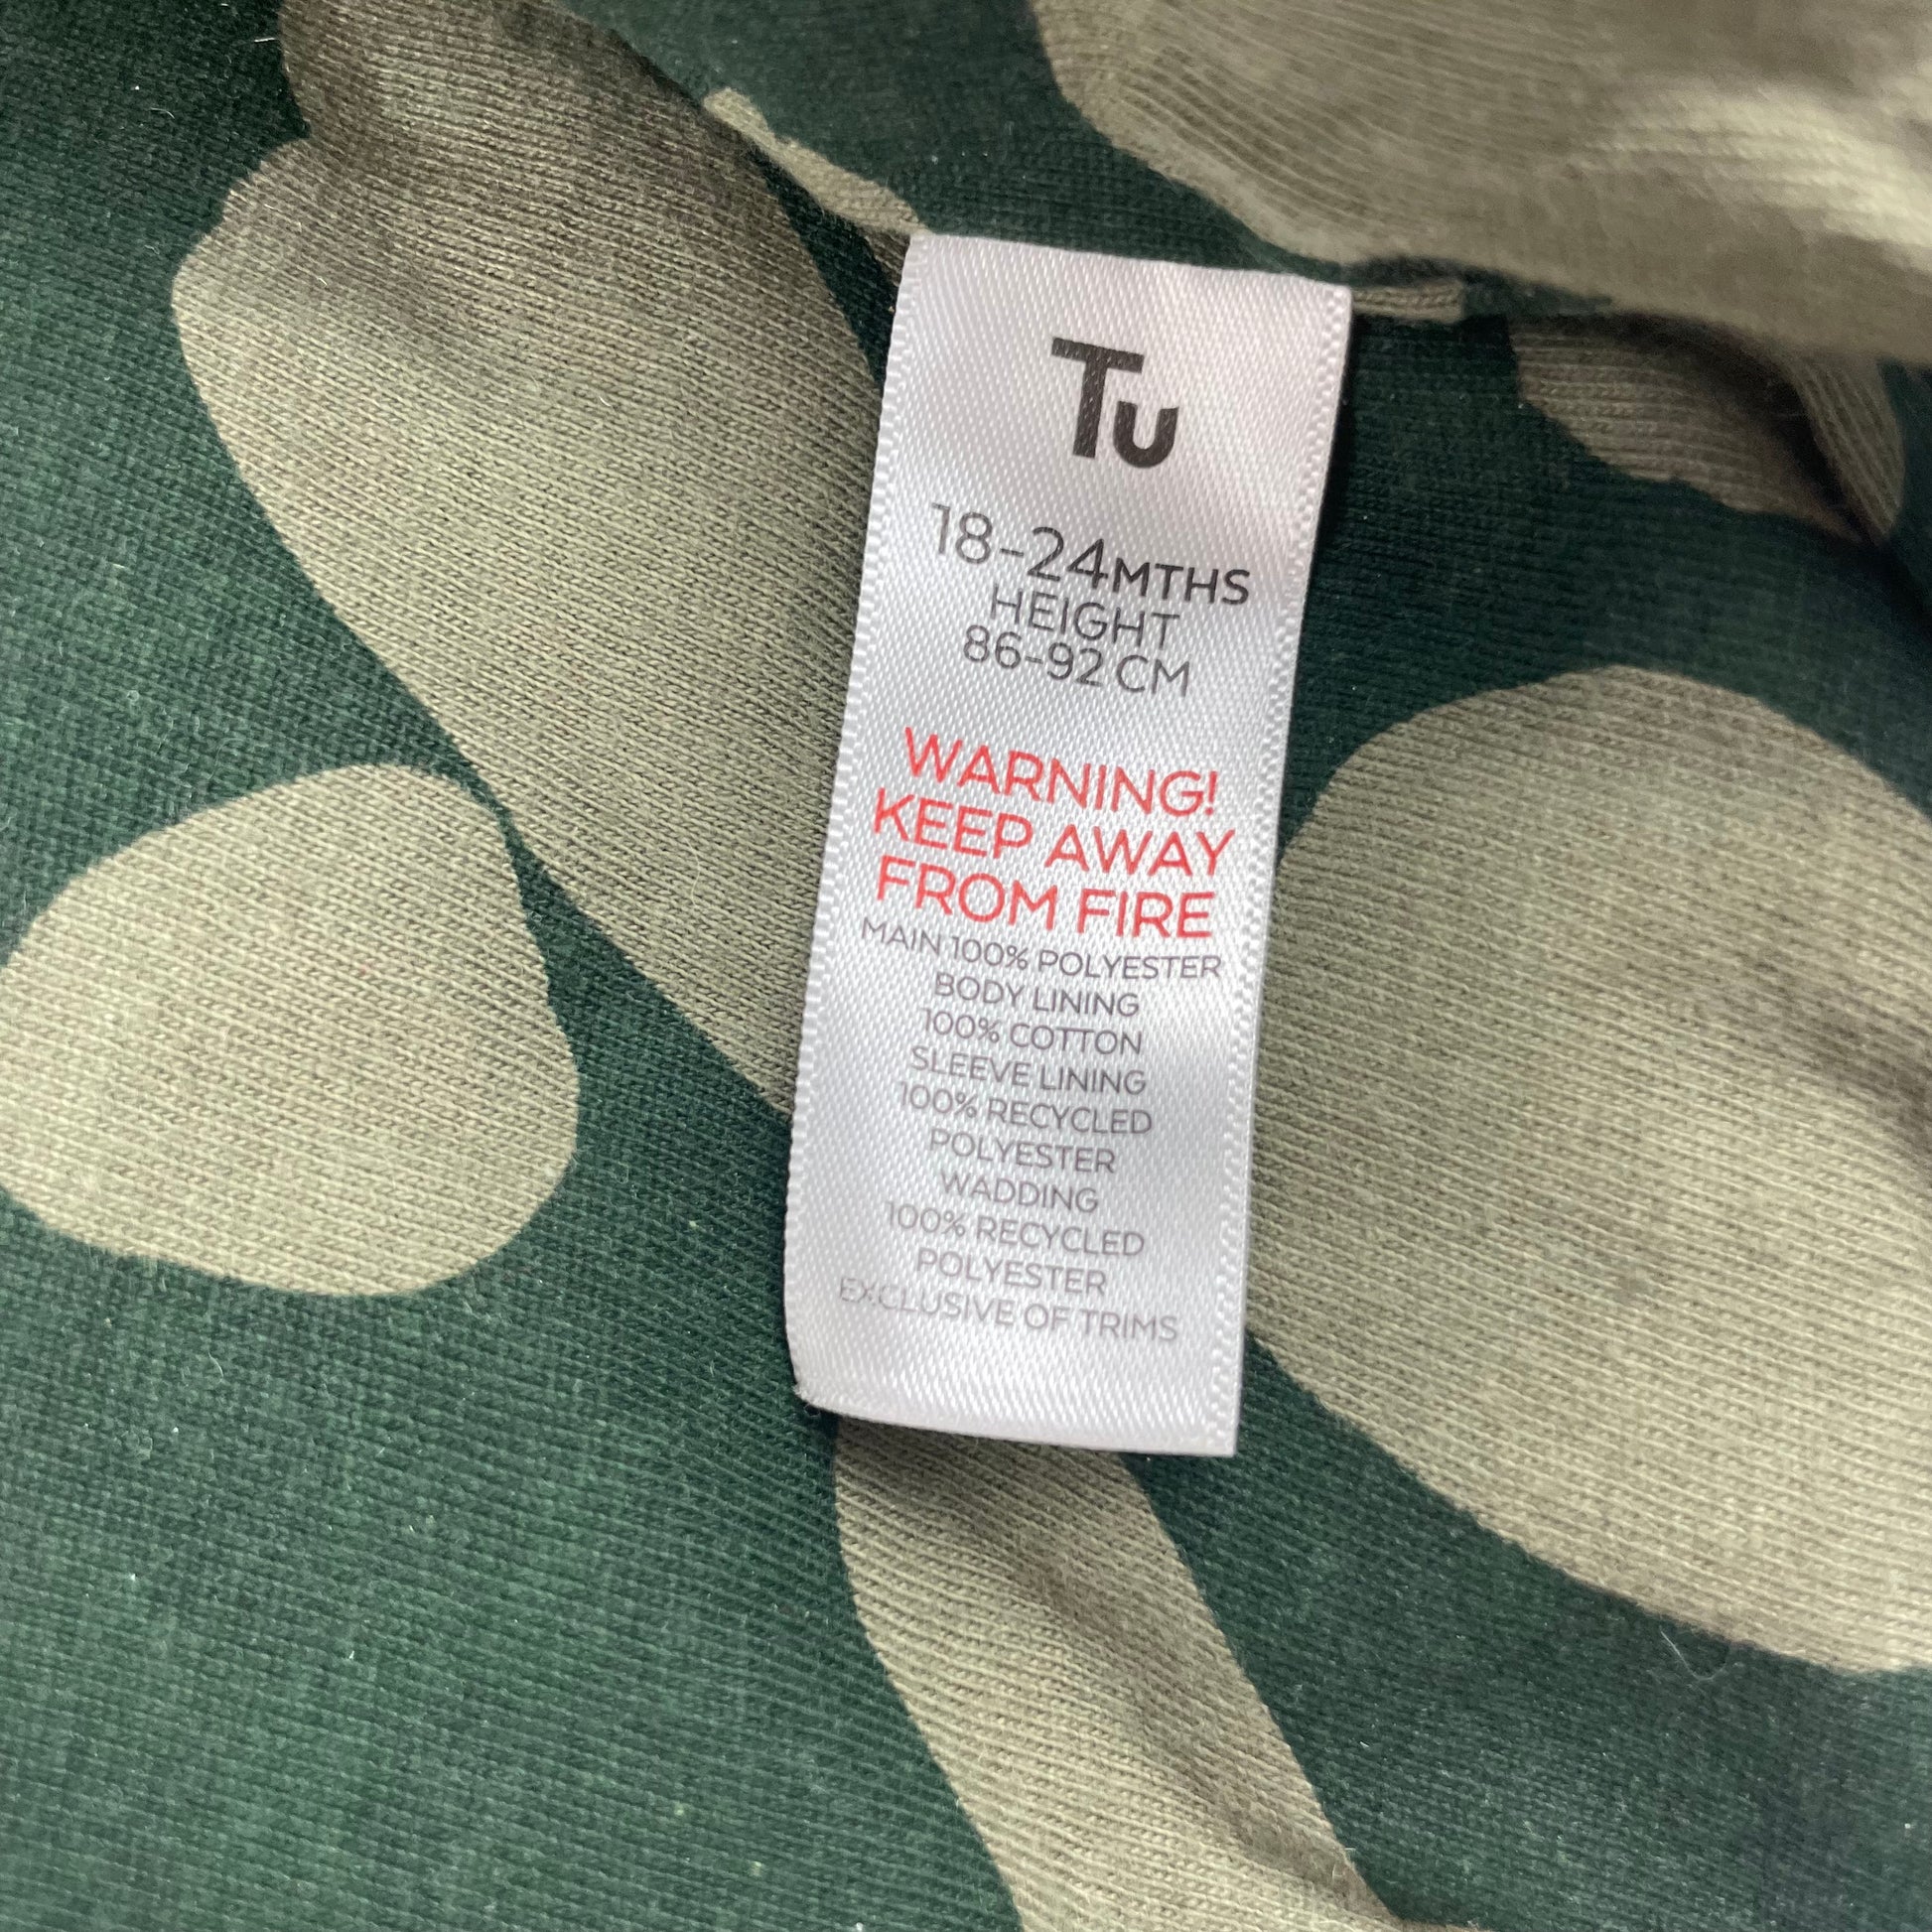 Tu
18-24MTHS
HEIGHT
86-92 CM
WARNING!
KEEP AWAY
FROM FIRE
MAIN 100% POLYESTER
BODY LINING
100% COTTON
SLEEVE LINING
100% RECYCLED
POLYESTER
WADDING
100% RECYCLED
POLYESTER
EXCLUSIVE OF TRIMS